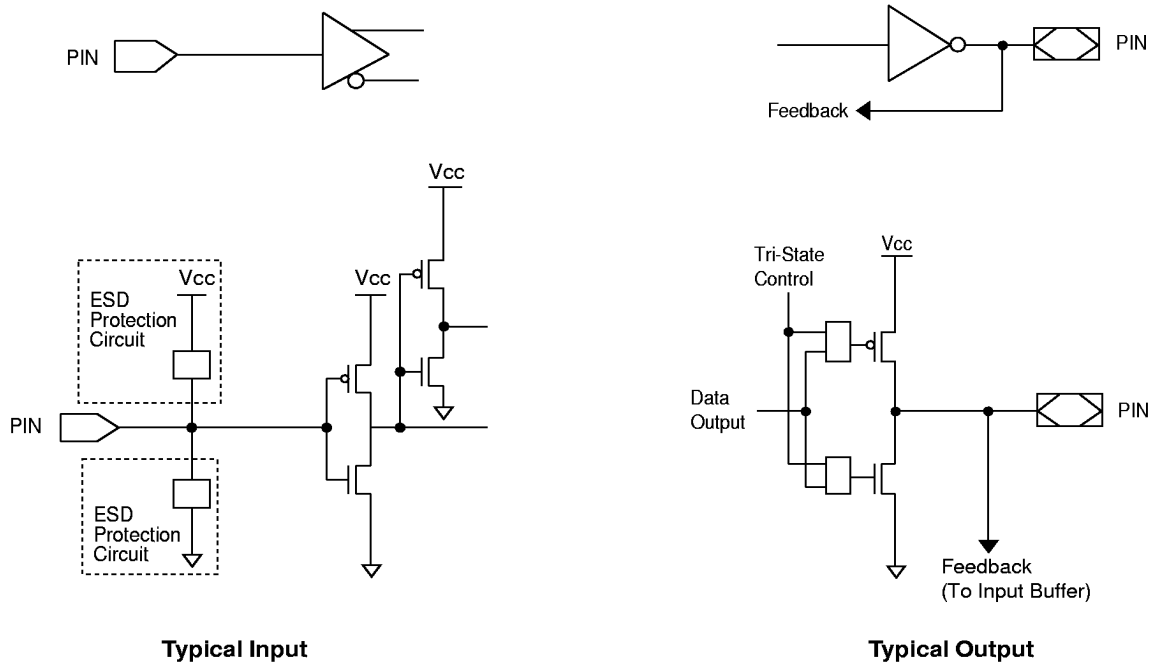 PIN
PIN
Feedback
Vcc
ESD
Protection
Circuit
Vcc
Vcc
PIN
ESD
Protection
Circuit
Typical Input
Tri-State
Control
Vcc
Data
Output
PIN
Feedback
(To Input Buffer)
Typical Output